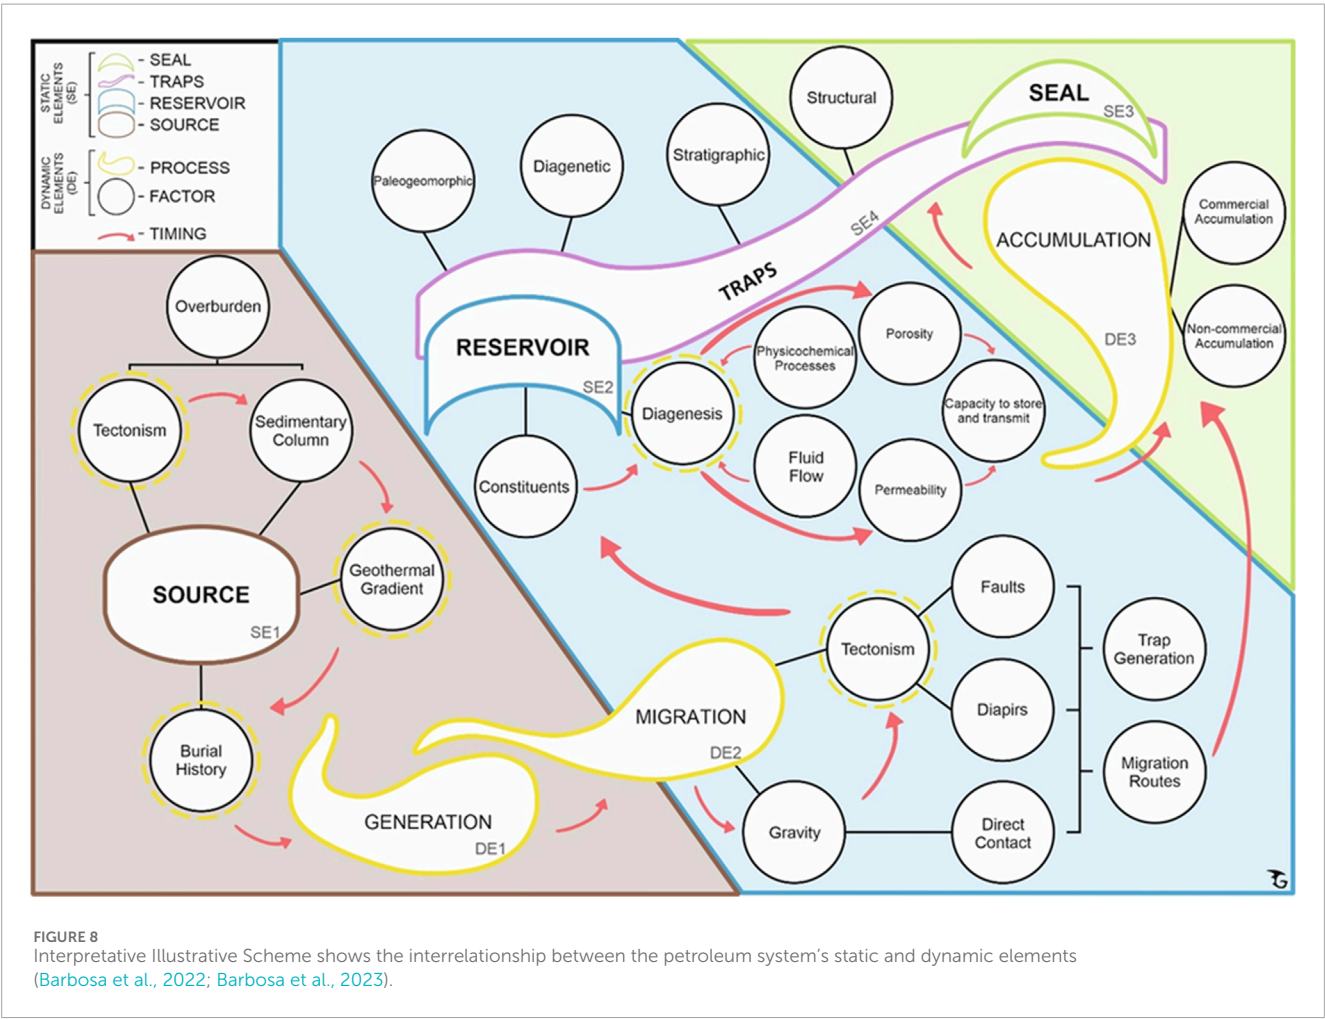 STATIC
ELEMENTS
(SE)
- SEAL
- TRAPS
- RESERVOIR
- SOURCE
DYNAMIC
ELEMENTS
(DE)
- PROCESS
- FACTOR
- TIMING
Structural
SEAL
SE3
Stratigraphic
Diagenetic
Paleogeomorphic
Commercial
Accumulation
SE4
ACCUMULATION
TRAPS
Overburden
Porosity
Non-commercial
Accumulation
DE3
RESERVOIR
SE2
Physicochemical
Processes
Tectonism
Sedimentary
Column
Diagenesis
Capacity to store
and transmit
Constituents
Fluid
Flow
Permeability
SOURCE
SE1
Geothermal
Gradient
Faults
Tectonism
Trap
Generation
Burial
History
MIGRATION
DE2
Diapirs
Migration
Routes
GENERATION
DE1
Gravity
Direct
Contact
FIGURE 8
Interpretative Illustrative Scheme shows the interrelationship between the petroleum system's static and dynamic elements
(Barbosa et al., 2022; Barbosa et al., 2023).